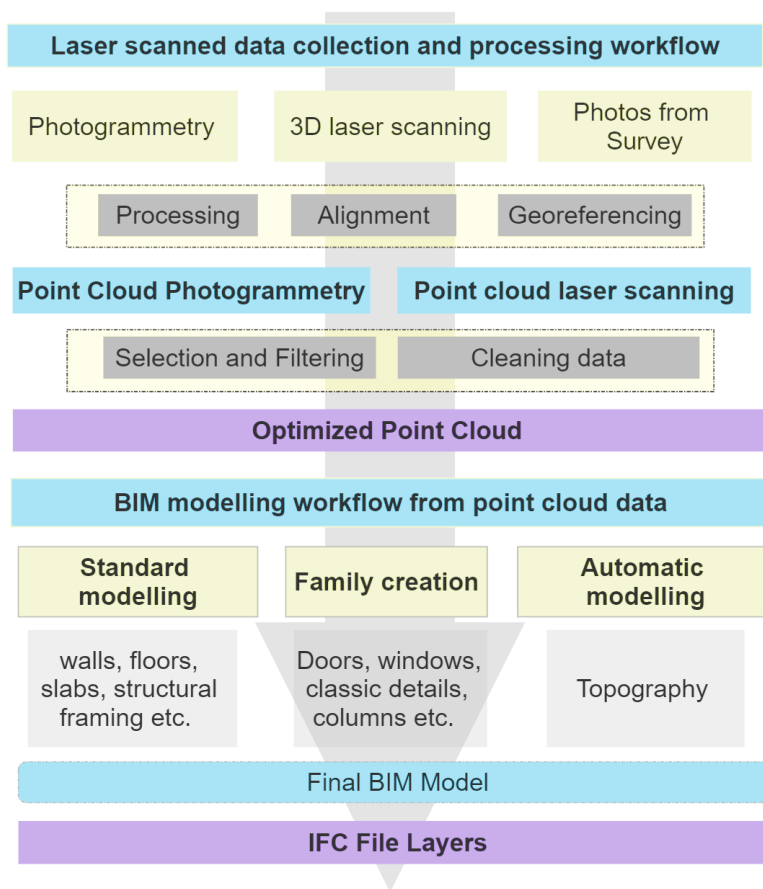 Laser scanned data collection and processing workflow
Photogrammetry
3D laser scanning
Photos from
Survey
Processing
Alignment
Georeferencing
Point Cloud Photogrammetry
Point cloud laser scanning
Selection and Filtering
Cleaning data
Optimized Point Cloud
BIM modelling workflow from point cloud data
Standard
modelling
Family creation
Automatic
modelling
walls, floors,
slabs, structural
framing etc.
Doors, windows,
classic details,
columns etc.
Topography
Final BIM Model
IFC File Layers